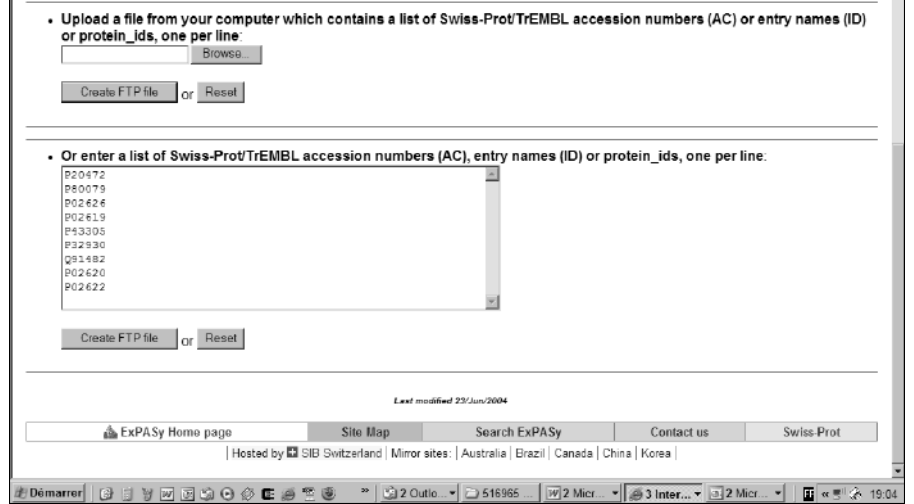 • Upload a file from your computer which contains a list of Swiss-Prot/TrEMBL accession numbers (AC) or entry names (ID)
or protein_ids, one per line:
Browse...
Create FTP file or Reset
• Or enter a list of Swiss-Prot/TrEMBL accession numbers (AC), entry names (ID) or protein_ids, one per line:
P20472
P80079
P02626
P02619
P43305
P32930
Q91482
P02620
P02622
Create FTP file or Reset
Last modified 23/Jun/2004
ExPASy Home page Site Map Search ExPASy Contact us Swiss-Prot
Hosted by SIB Switzerland Mirror sites: Australia Brazil Canada China Korea
Démarrer » 2 Outlo... 516965 ... 2 Micr... 3 Inter... 2 Micr... « 19:04